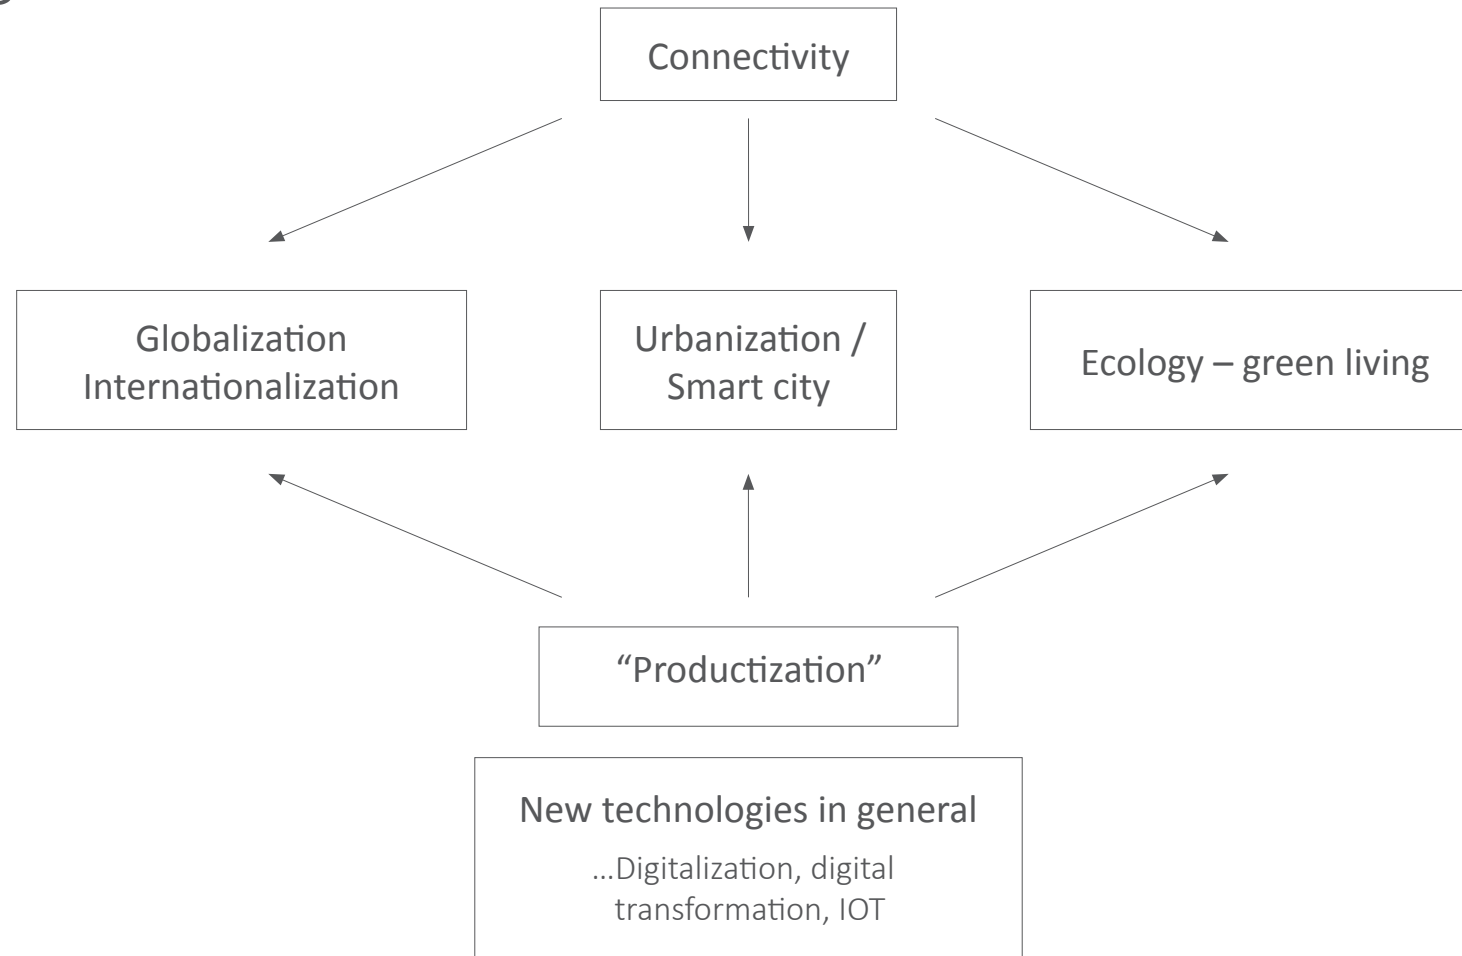 Connectivity
Globalization
Internationalization
Urbanization /
Smart city
Ecology – green living
“Productization”
New technologies in general
...Digitalization, digital
transformation, IOT